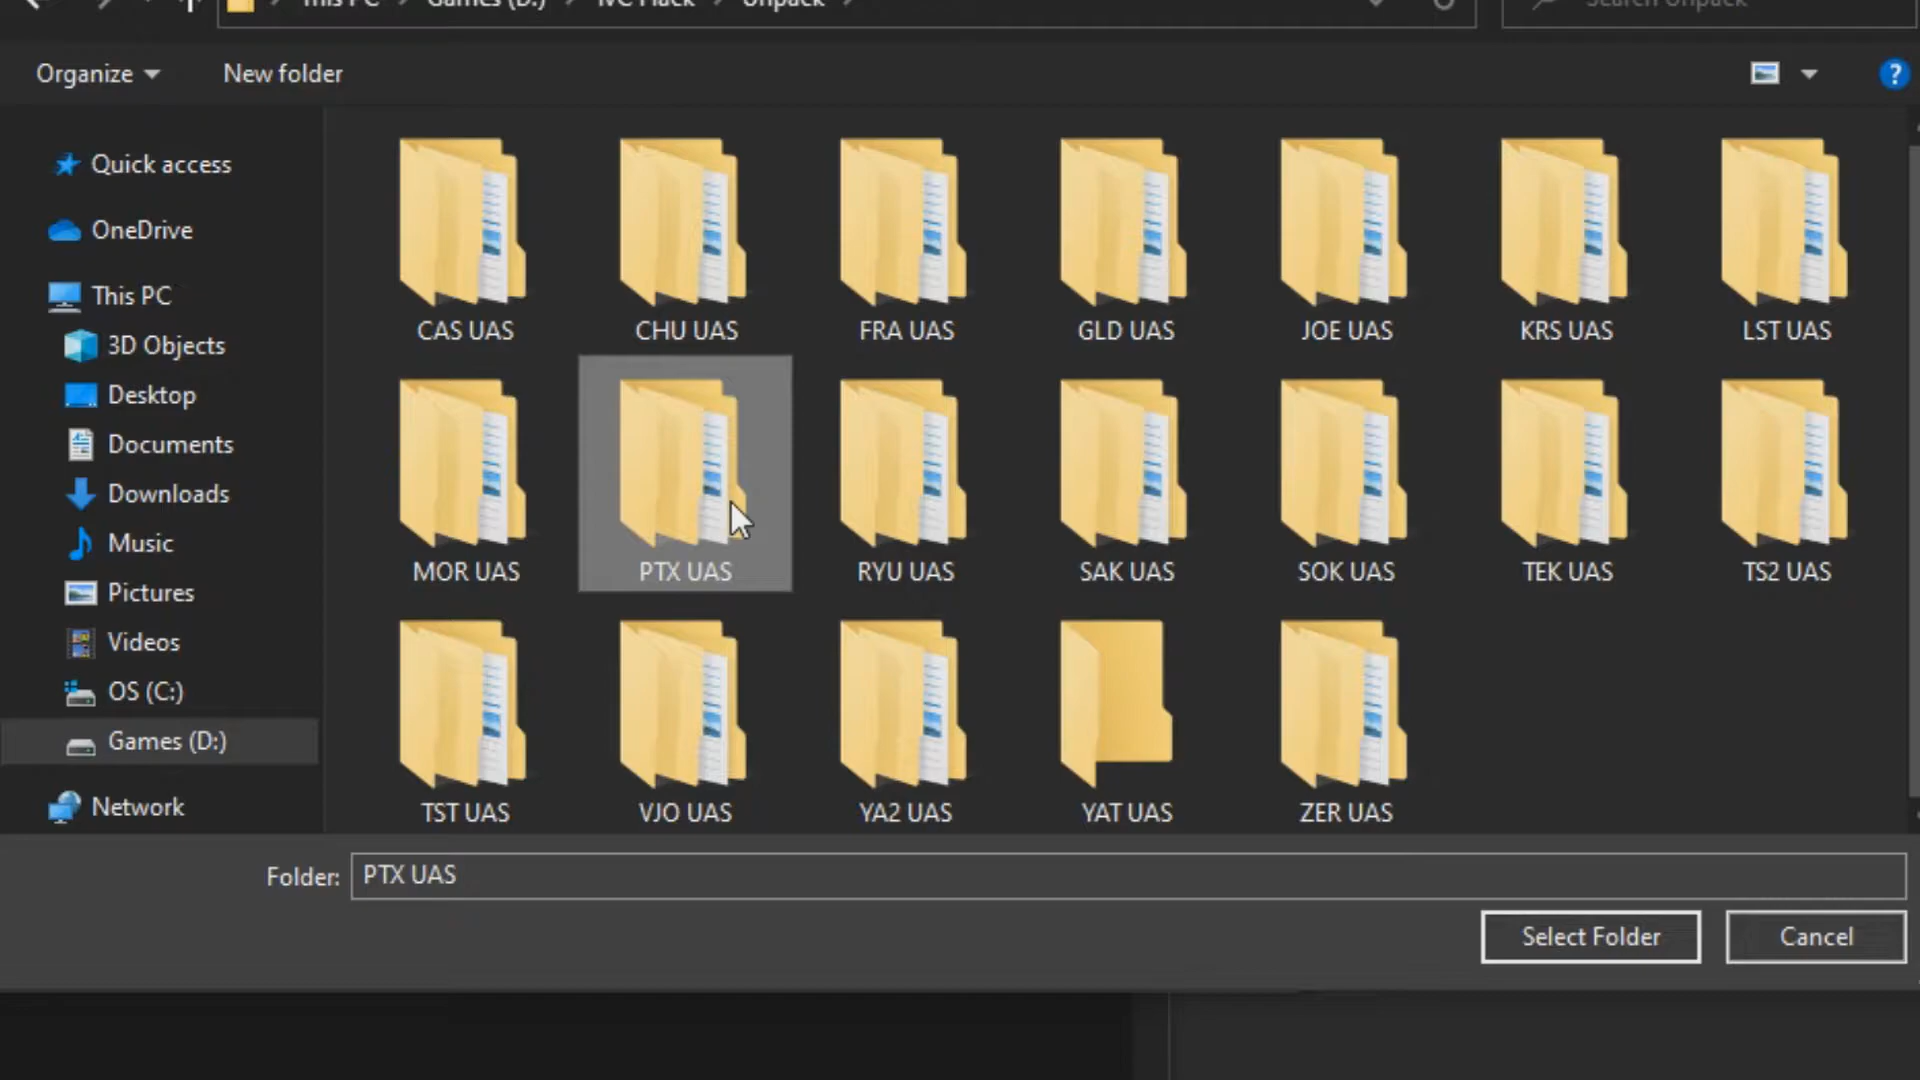 This PC > Games (D:) > TvC Hack > Unpack >
Search Unpack
Organize
New folder
?
Quick access
OneDrive
This PC
3D Objects
Desktop
Documents
Downloads
Music
Pictures
Videos
OS (C:)
Games (D:)
Network
CAS UAS
CHU UAS
FRA UAS
GLD UAS
JOE UAS
KRS UAS
LST UAS
MOR UAS
PTX UAS
RYU UAS
SAK UAS
SOK UAS
TEK UAS
TS2 UAS
TST UAS
VJO UAS
YA2 UAS
YAT UAS
ZER UAS
Folder: PTX UAS
Select Folder
Cancel